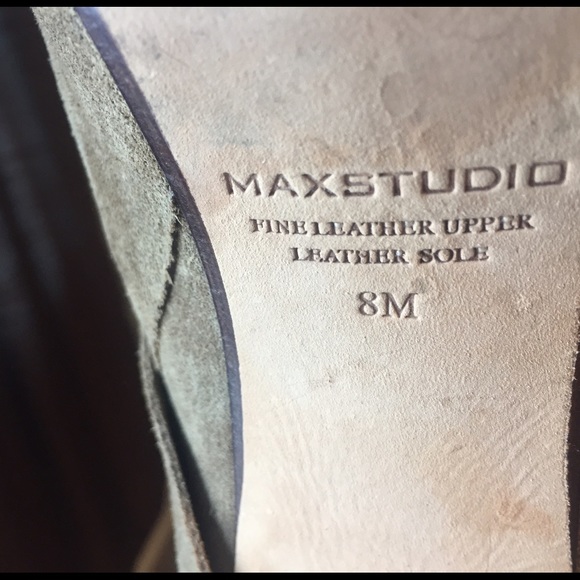 MAXSTUDIO
FINE LEATHER UPPER
LEATHER SOLE
8M